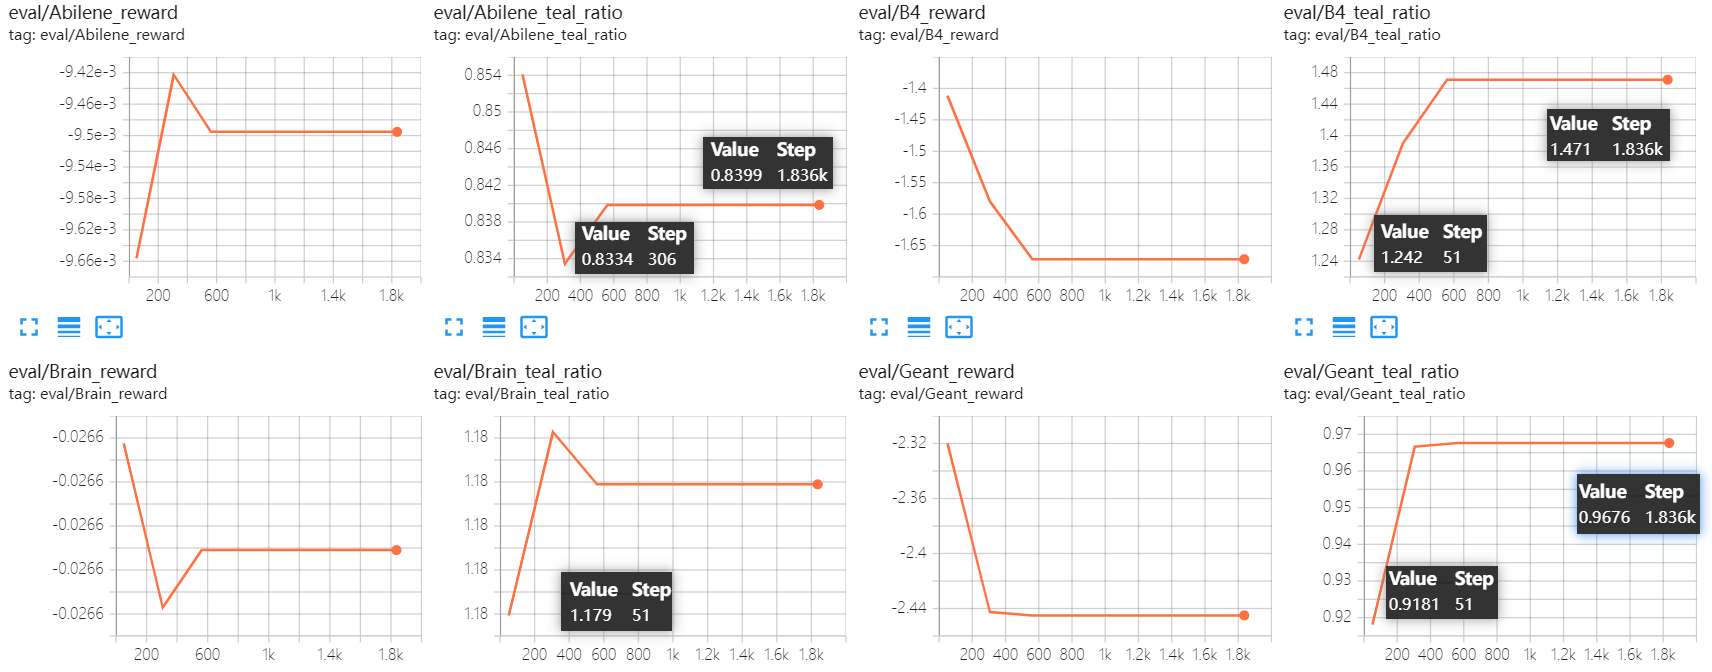 eval/Abilene_reward
tag: eval/Abilene_reward
-9.42e-3
-9.46e-3
-9.5e-3
-9.54e-3
-9.58e-3
-9.62e-3
-9.66e-3
200 600 1k 1.4k 1.8k
eval/Abilene_teal_ratio
tag: eval/Abilene_teal_ratio
0.854
0.85
0.846
0.842
0.838
0.834
Value Step
0.8399 1.836k
Value Step
0.8334 306
200 400 600 800 1k 1.2k 1.4k 1.6k 1.8k
eval/B4_reward
tag: eval/B4_reward
-1.4
-1.45
-1.5
-1.55
-1.6
-1.65
200 400 600 800 1k 1.2k 1.4k 1.6k 1.8k
eval/B4_teal_ratio
tag: eval/B4_teal_ratio
1.48
1.44
1.4
1.36
1.32
1.28
1.24
Value Step
1.471 1.836k
Value Step
1.242 51
200 400 600 800 1k 1.2k 1.4k 1.6k 1.8k
eval/Brain_reward
tag: eval/Brain_reward
-0.0266
-0.0266
-0.0266
-0.0266
-0.0266
200 600 1k 1.4k 1.8k
eval/Brain_teal_ratio
tag: eval/Brain_teal_ratio
1.18
1.18
1.18
1.18
1.18
Value Step
1.179 51
200 400 600 800 1k 1.2k 1.4k 1.6k 1.8k
eval/Geant_reward
tag: eval/Geant_reward
-2.32
-2.36
-2.4
-2.44
200 400 600 800 1k 1.2k 1.4k 1.6k 1.8k
eval/Geant_teal_ratio
tag: eval/Geant_teal_ratio
0.97
0.96
0.95
0.94
0.93
0.92
Value Step
0.9676 1.836k
Value Step
0.9181 51
200 400 600 800 1k 1.2k 1.4k 1.6k 1.8k